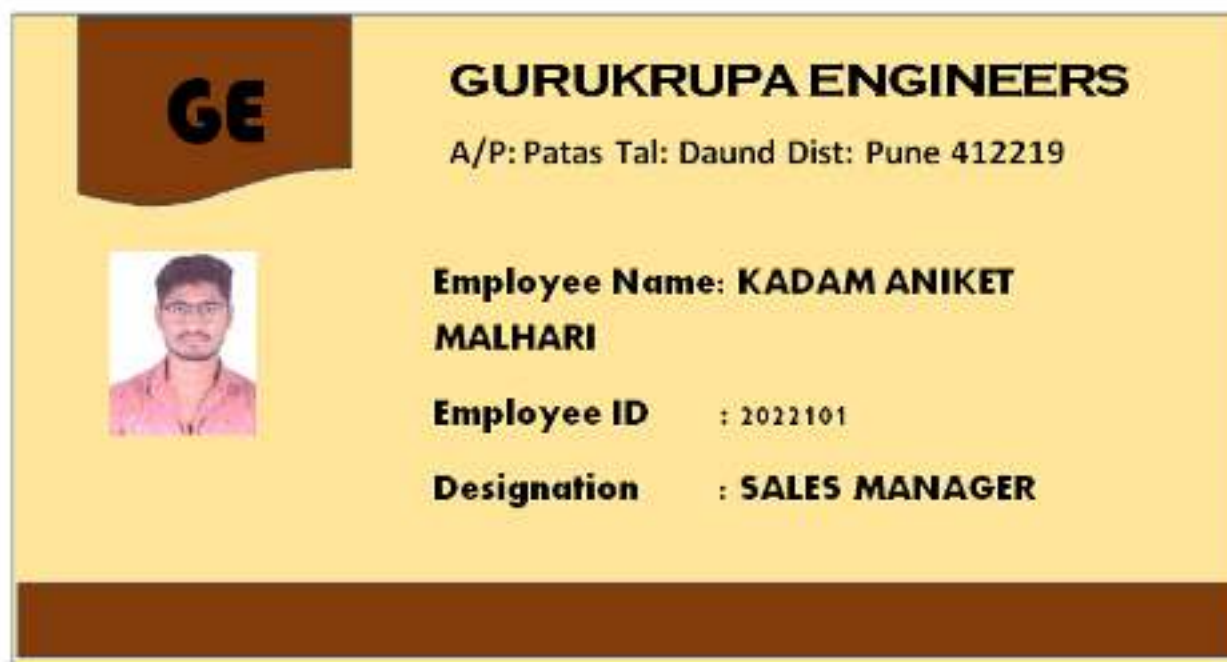 GE
GURUKRUPA ENGINEERS
A/P: Patas Tal: Daund Dist: Pune 412219
Employee Name: KADAM ANIKET
MALHARI
Employee ID : 2022101
Designation : SALES MANAGER